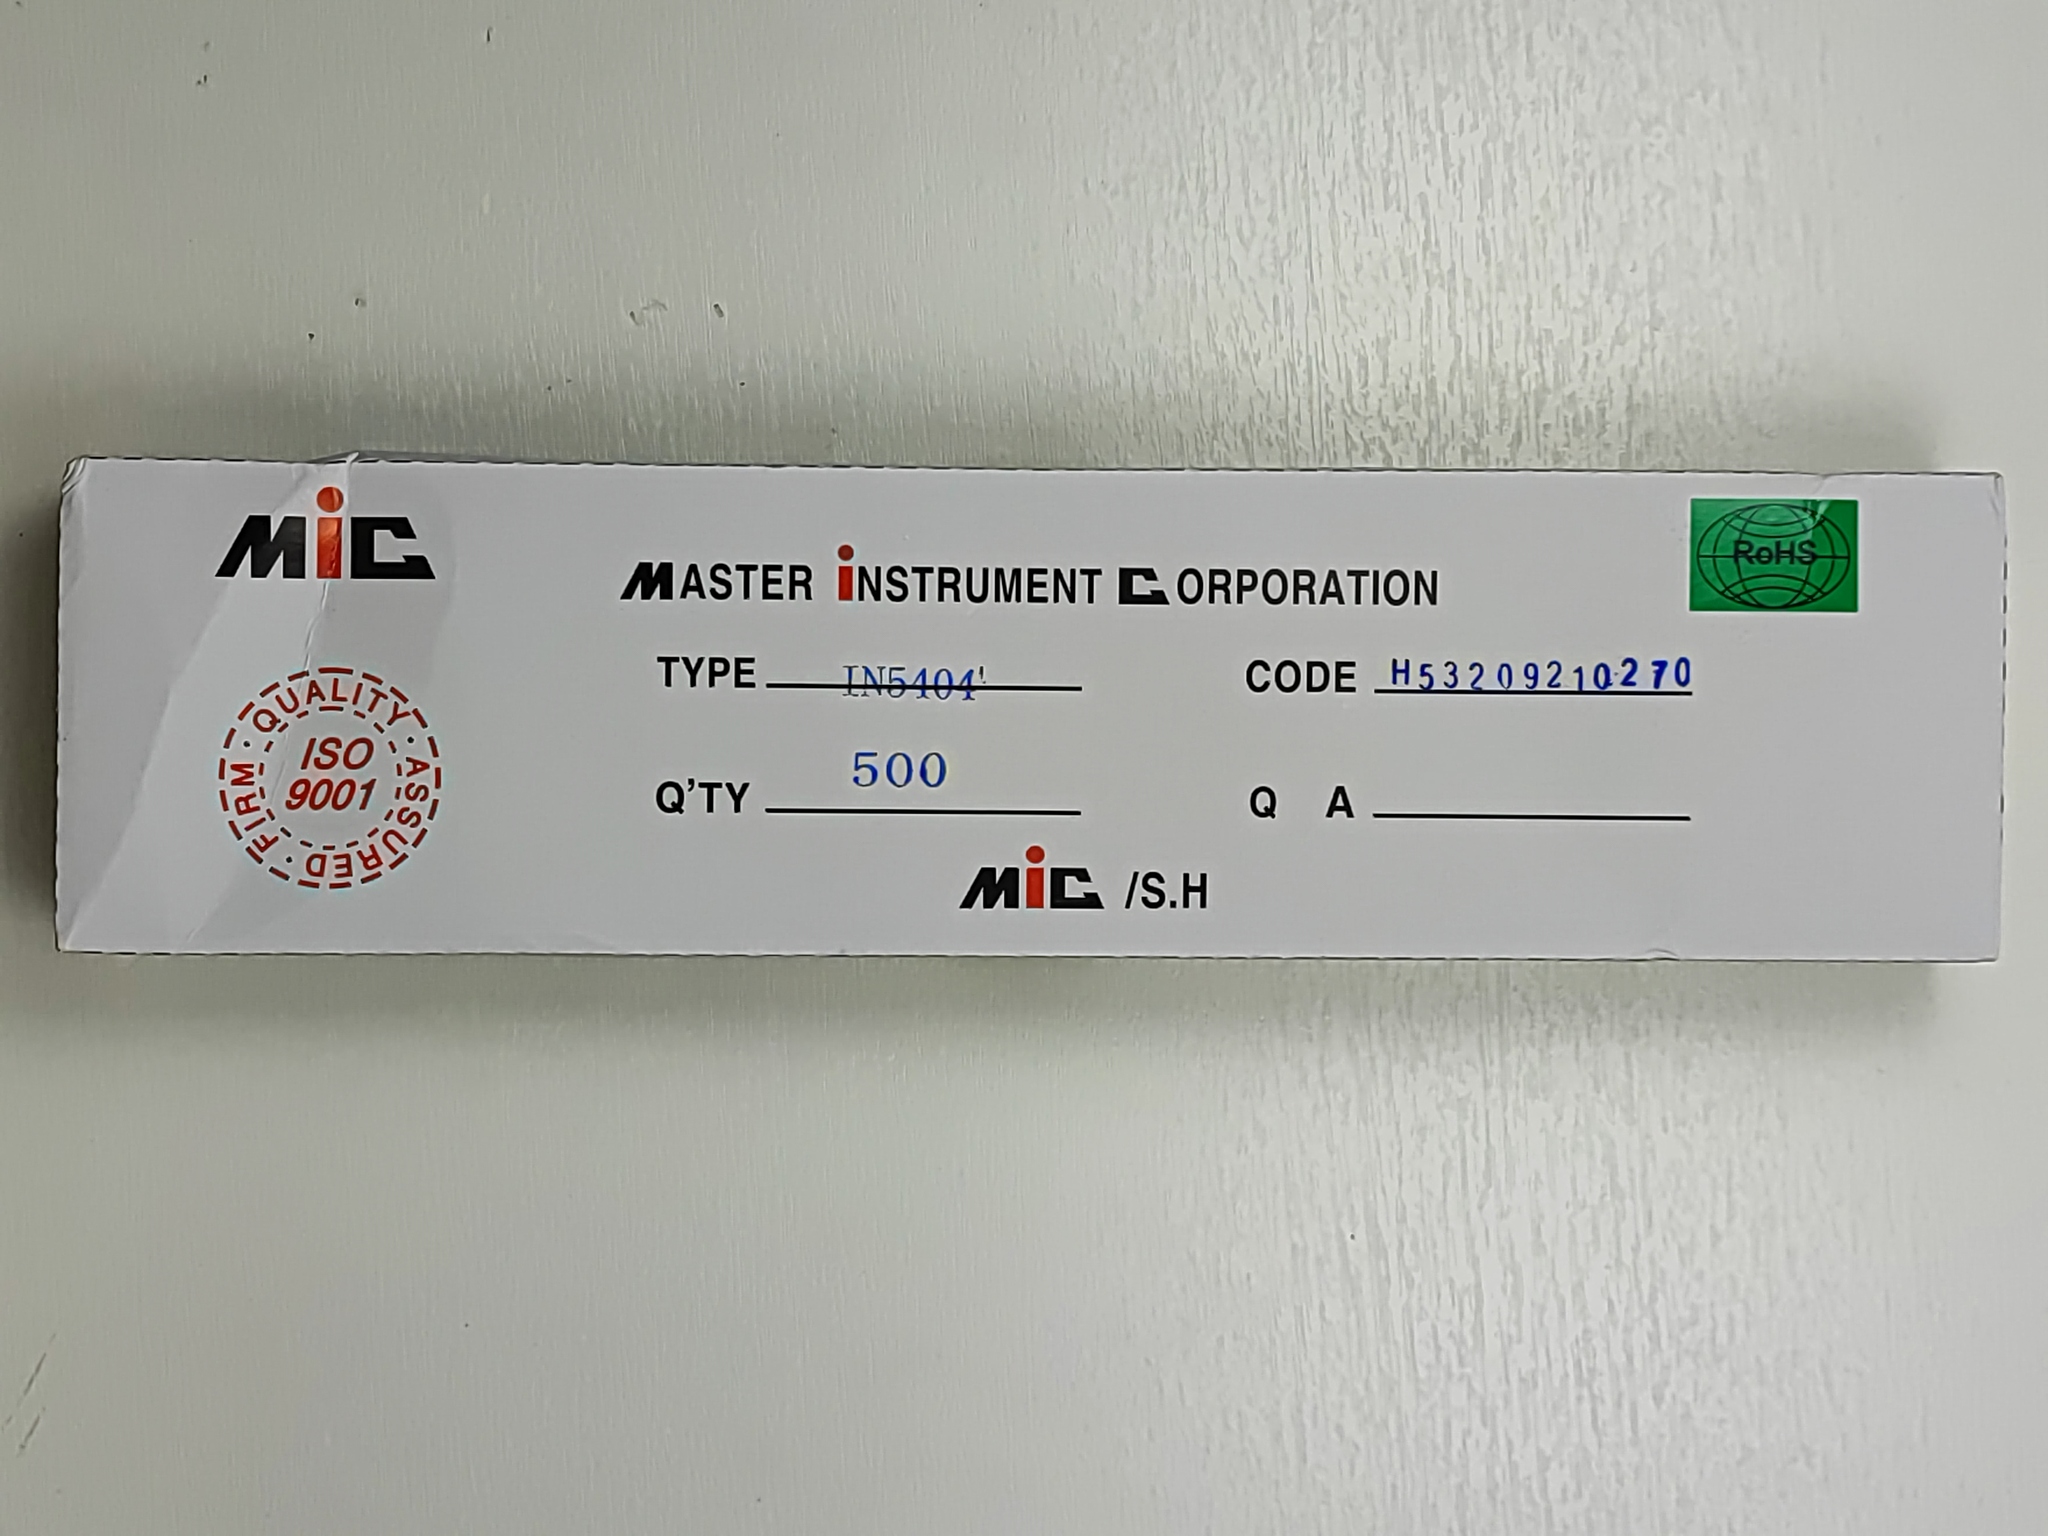 MiC
MASTER iNSTRUMENT CORPORATION
RoHS
TYPE IN5404
CODE H53209210270
QUALITY · ASSURED · FIRM ·
ISO
9001
Q'TY 500
Q A
MiC /S.H